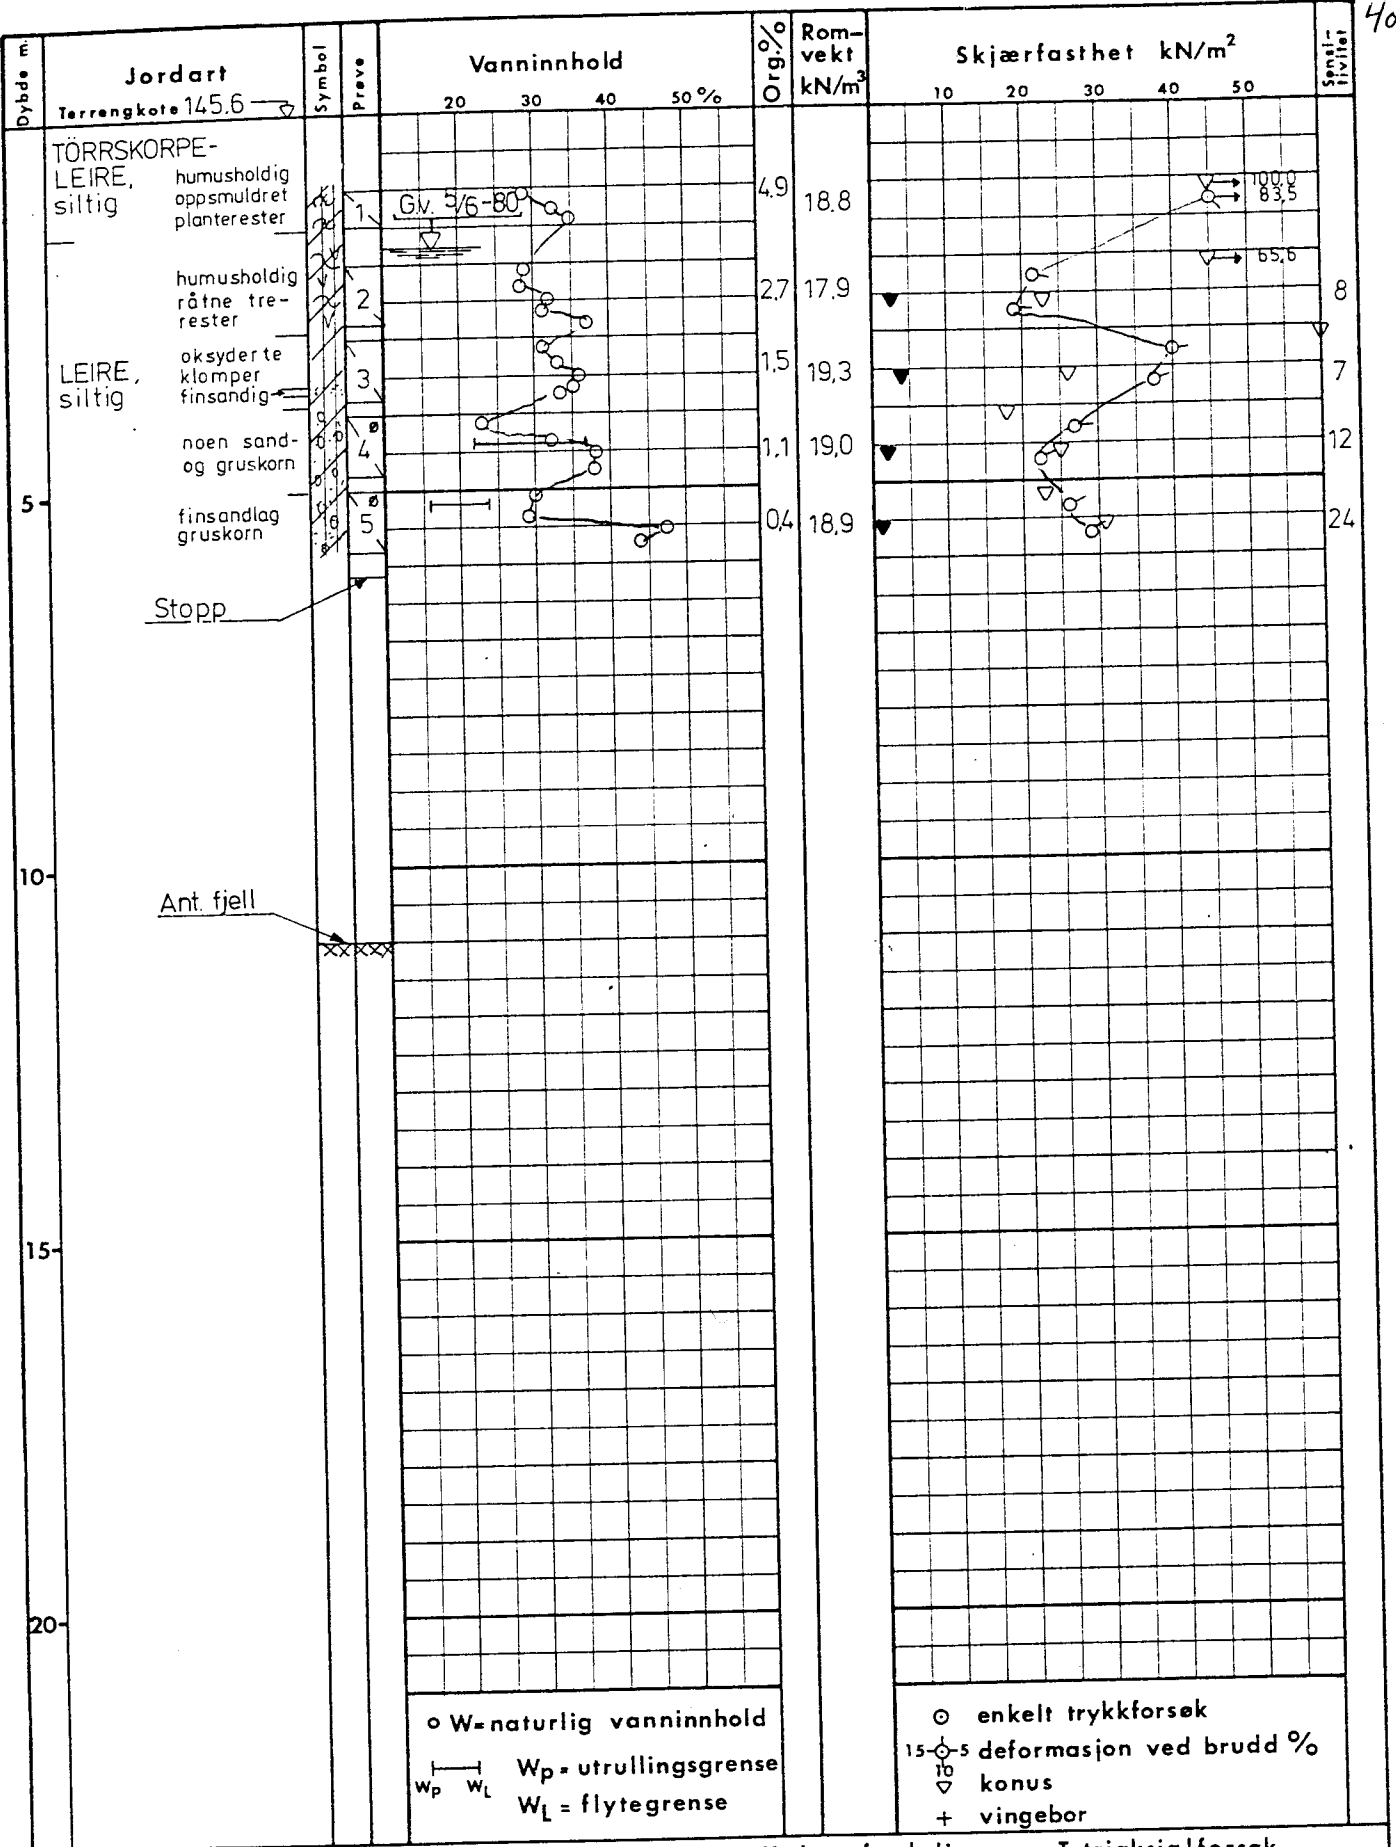 40
Dybde m.
Jordart
Terrengkote 145.6
Symbol
Prøve
Vanninnhold
20 30 40 50 %
Org. %
Rom-
vekt
kN/m³
Skjærfasthet kN/m²
10 20 30 40 50
Sensi-
tivitet
TÖRRSKORPE-
LEIRE,
siltig
humusholdig
oppsmuldret
planterester
1
G.V. 5/6-80
4,9
18.8
100,0
83,5
65,6
humusholdig
råtne tre-
rester
2
2,7
17.9
8
LEIRE,
siltig
oksyderte
klomper
finsandig
3
1,5
19,3
7
noen sand-
og gruskorn
ø
4
1,1
19,0
12
5
finsandlag
gruskorn
ø
5
0,4
18,9
24
Stopp
10
Ant. fjell
15
20
o W = naturlig vanninnhold
Wp WL
Wp = utrullingsgrense
WL = flytegrense
enkelt trykkforsøk
15 5 deformasjon ved brudd %
10
konus
+ vingebor
T triaksialforsøk